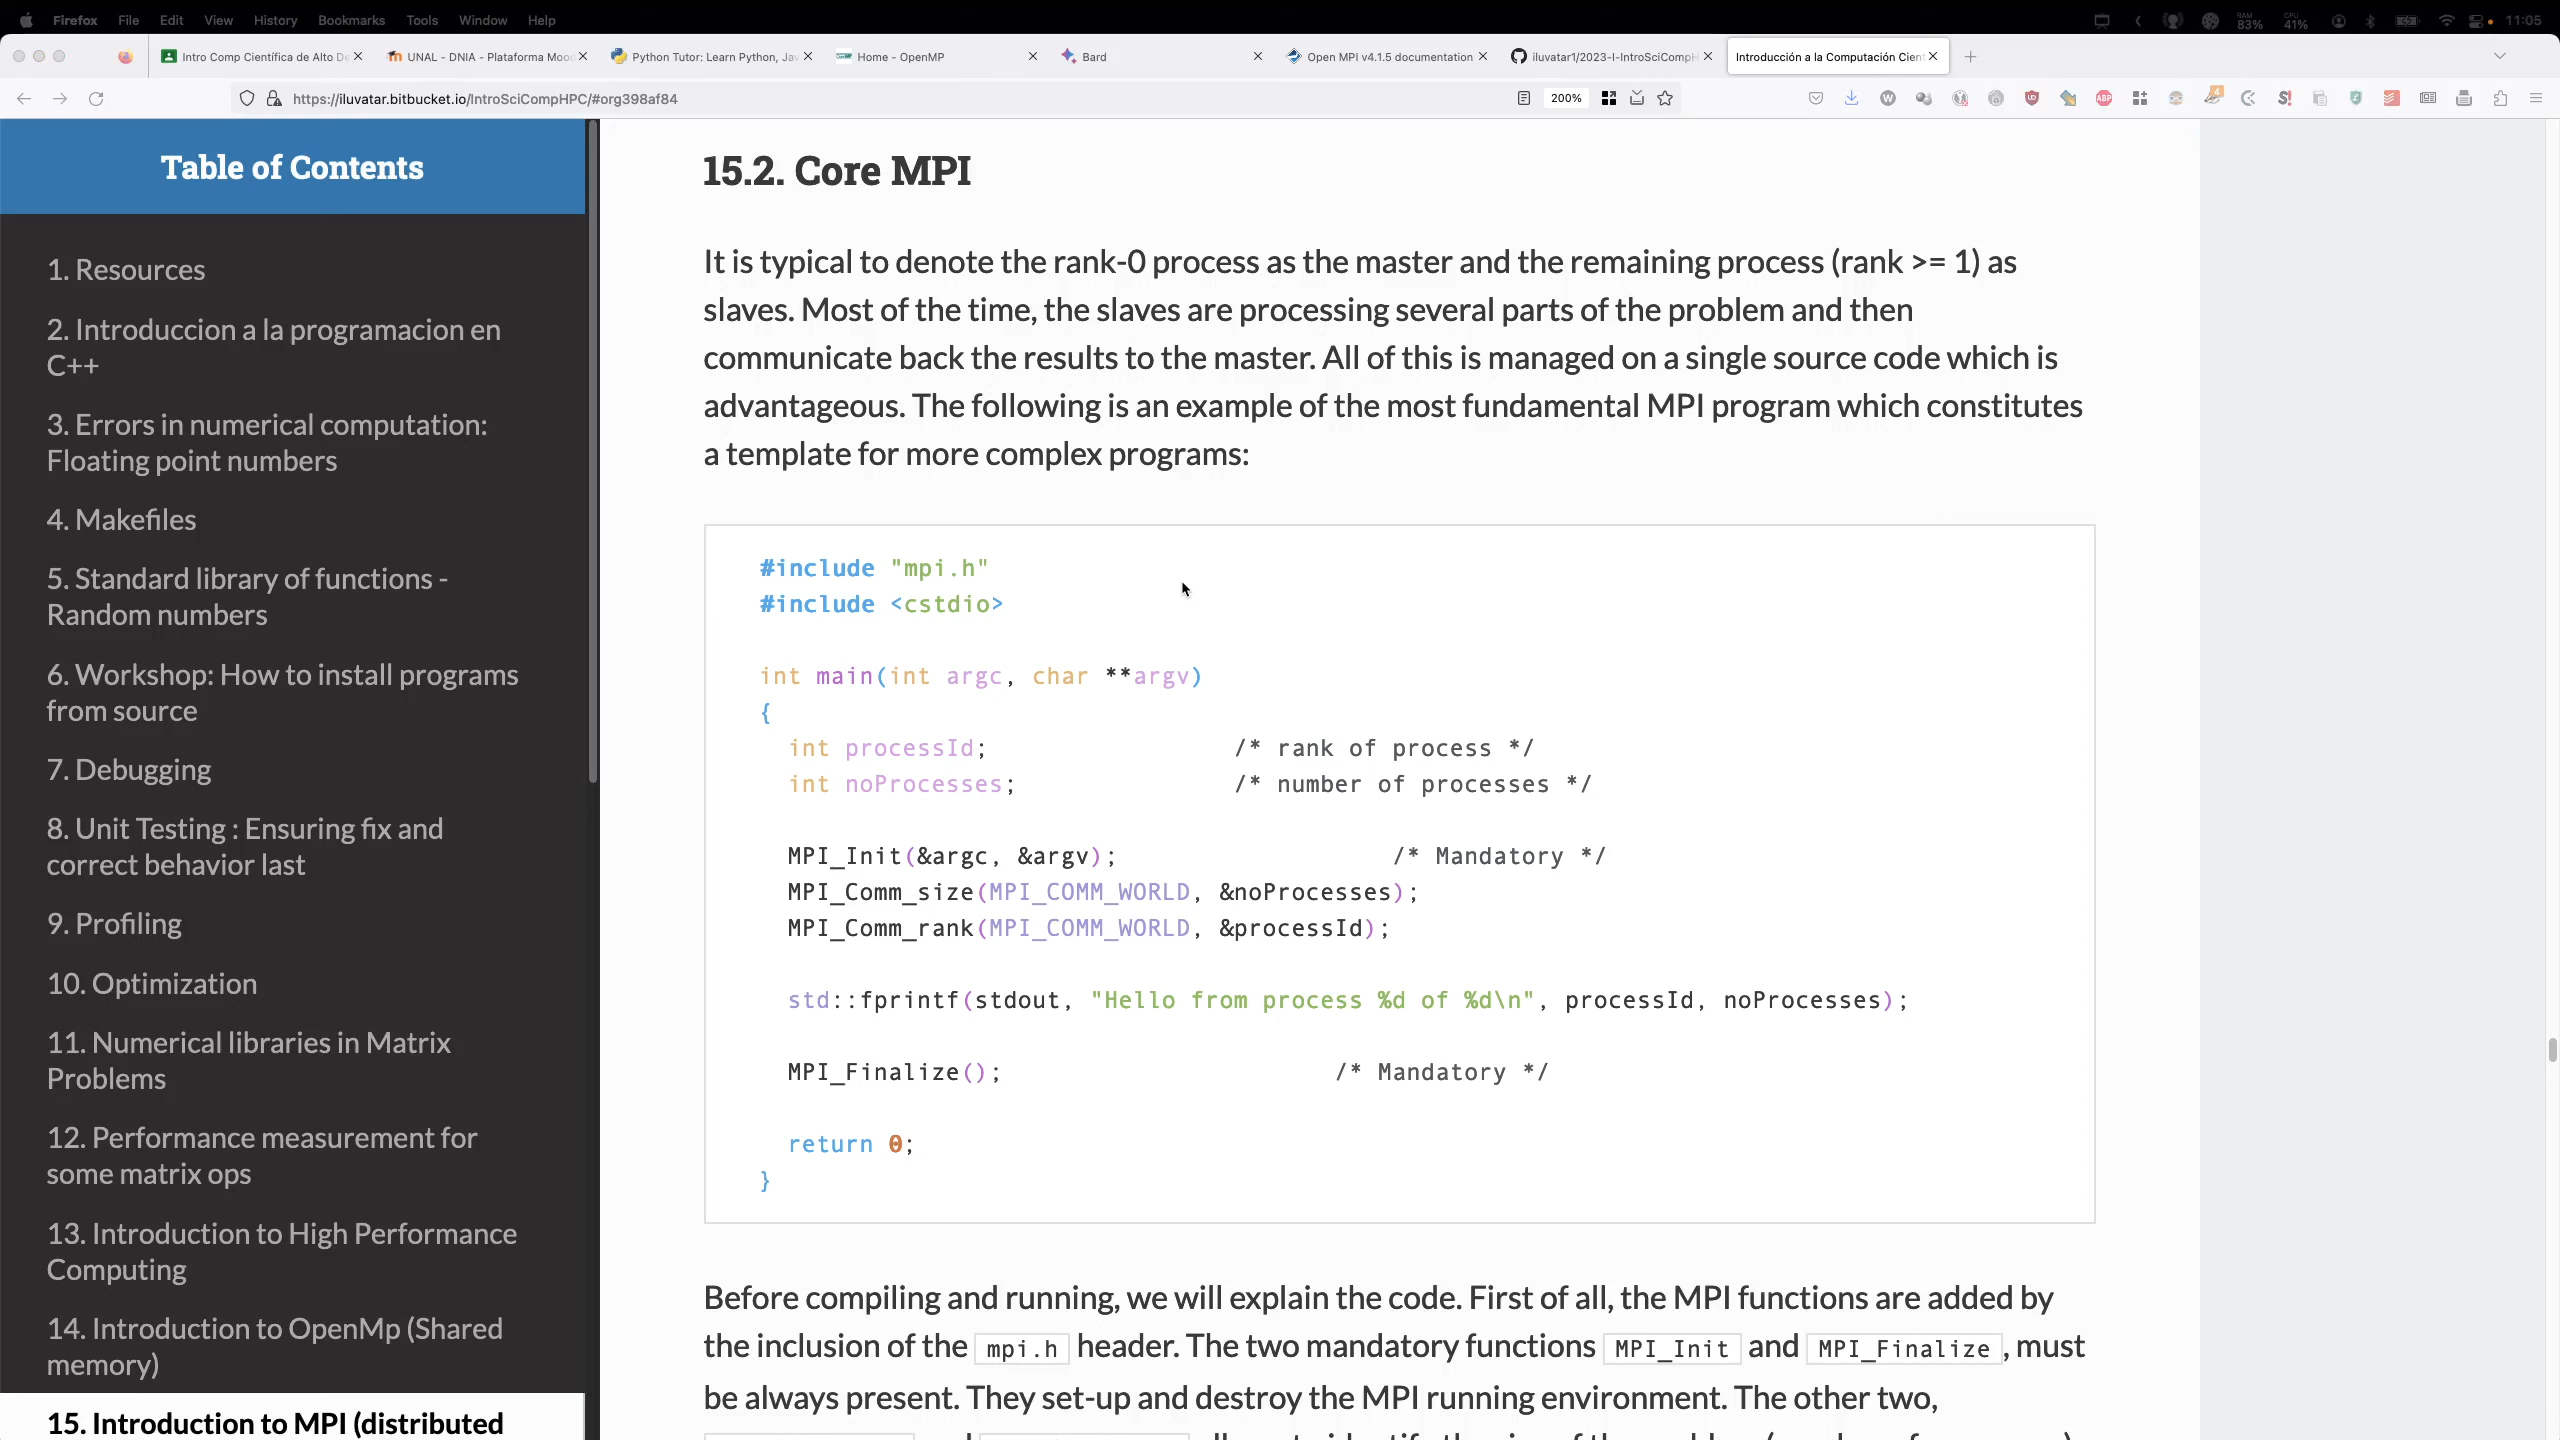 Firefox File Edit View History Bookmarks Tools Window Help
RAM 83% CPU 41% 11:05
Intro Comp Científica de Alto De
UNAL - DNIA - Plataforma Mood
Python Tutor: Learn Python, Jav
Home - OpenMP
Bard
Open MPI v4.1.5 documentation
iluvatar1/2023-I-IntroSciCompH
Introducción a la Computación Cient
https://iluvatar.bitbucket.io/IntroSciCompHPC/#org398af84
200%
Table of Contents
1. Resources
2. Introduccion a la programacion en
C++
3. Errors in numerical computation:
Floating point numbers
4. Makefiles
5. Standard library of functions -
Random numbers
6. Workshop: How to install programs
from source
7. Debugging
8. Unit Testing : Ensuring fix and
correct behavior last
9. Profiling
10. Optimization
11. Numerical libraries in Matrix
Problems
12. Performance measurement for
some matrix ops
13. Introduction to High Performance
Computing
14. Introduction to OpenMp (Shared
memory)
15. Introduction to MPI (distributed
15.2. Core MPI
It is typical to denote the rank-0 process as the master and the remaining process (rank >= 1) as
slaves. Most of the time, the slaves are processing several parts of the problem and then
communicate back the results to the master. All of this is managed on a single source code which is
advantageous. The following is an example of the most fundamental MPI program which constitutes
a template for more complex programs:
#include "mpi.h"
#include <cstdio>
int main(int argc, char **argv)
{
int processId; /* rank of process */
int noProcesses; /* number of processes */
MPI_Init(&argc, &argv); /* Mandatory */
MPI_Comm_size(MPI_COMM_WORLD, &noProcesses);
MPI_Comm_rank(MPI_COMM_WORLD, &processId);
std::fprintf(stdout, "Hello from process %d of %d\n", processId, noProcesses);
MPI_Finalize(); /* Mandatory */
return 0;
}
Before compiling and running, we will explain the code. First of all, the MPI functions are added by
the inclusion of the mpi.h header. The two mandatory functions MPI_Init and MPI_Finalize, must
be always present. They set-up and destroy the MPI running environment. The other two,